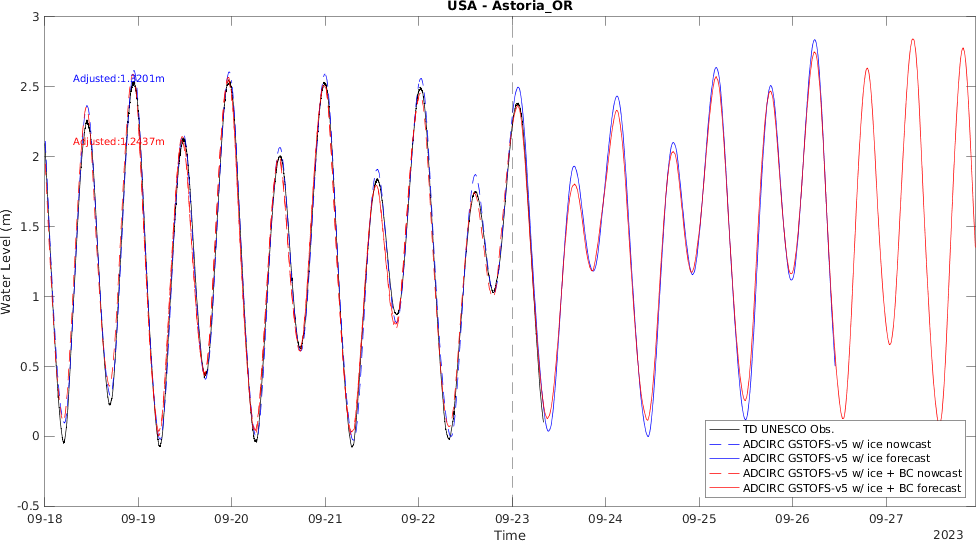 USA - Astoria_OR
3
2.5
2
1.5
1
0.5
0
-0.5
Water Level (m)
Adjusted:1.3201m
Adjusted:1.2437m
TD UNESCO Obs.
ADCIRC GSTOFS-v5 w/ ice nowcast
ADCIRC GSTOFS-v5 w/ ice forecast
ADCIRC GSTOFS-v5 w/ ice + BC nowcast
ADCIRC GSTOFS-v5 w/ ice + BC forecast
09-18 09-19 09-20 09-21 09-22 09-23 09-24 09-25 09-26 09-27
Time
2023